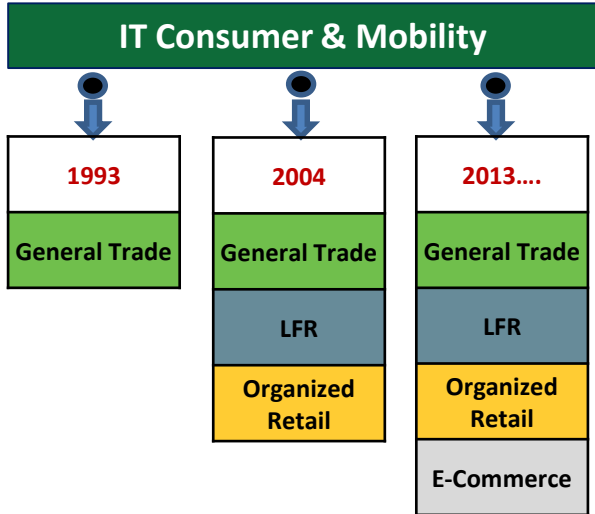 IT Consumer & Mobility
1993
General Trade
2004
General Trade
LFR
Organized
Retail
2013....
General Trade
LFR
Organized
Retail
E-Commerce